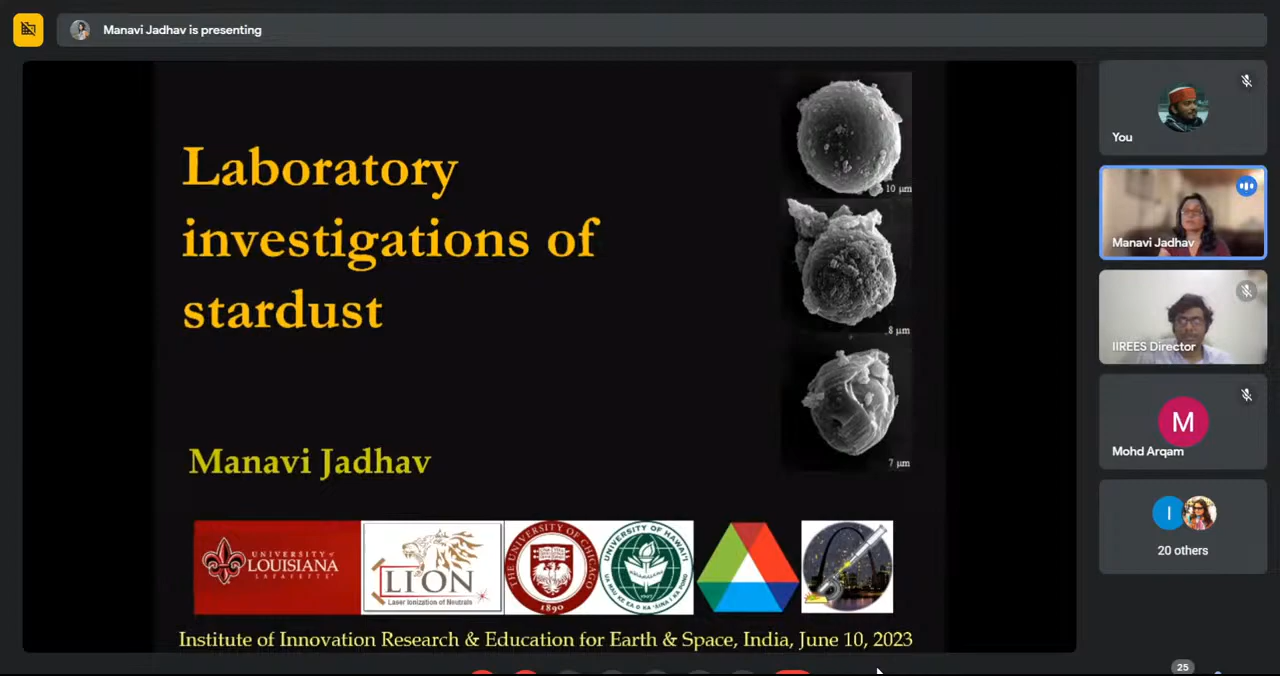 Manavi Jadhav is presenting
Laboratory
investigations of
stardust
10 µm
8 µm
7 µm
Manavi Jadhav
UNIVERSITY of
LOUISIANA
LAFAYETTE
LION
Laser Ionization of Neutrals
THE UNIVERSITY OF CHICAGO
1890
UNIVERSITY OF HAWAI'I
1907
Institute of Innovation Research & Education for Earth & Space, India, June 10, 2023
You
Manavi Jadhav
IIREES Director
M
Mohd Arqam
I
20 others
25